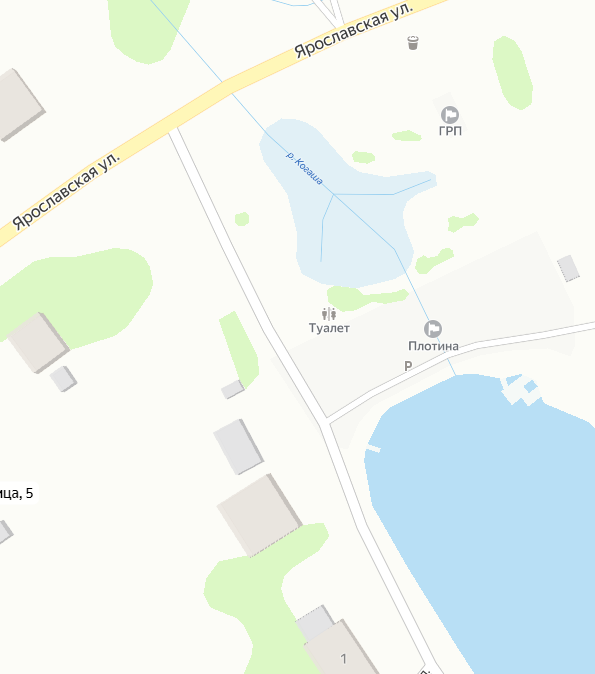 Ярославская ул.
ГРП
р. Когаша
Ярославская ул.
Туалет
Плотина
P
ица, 5
1